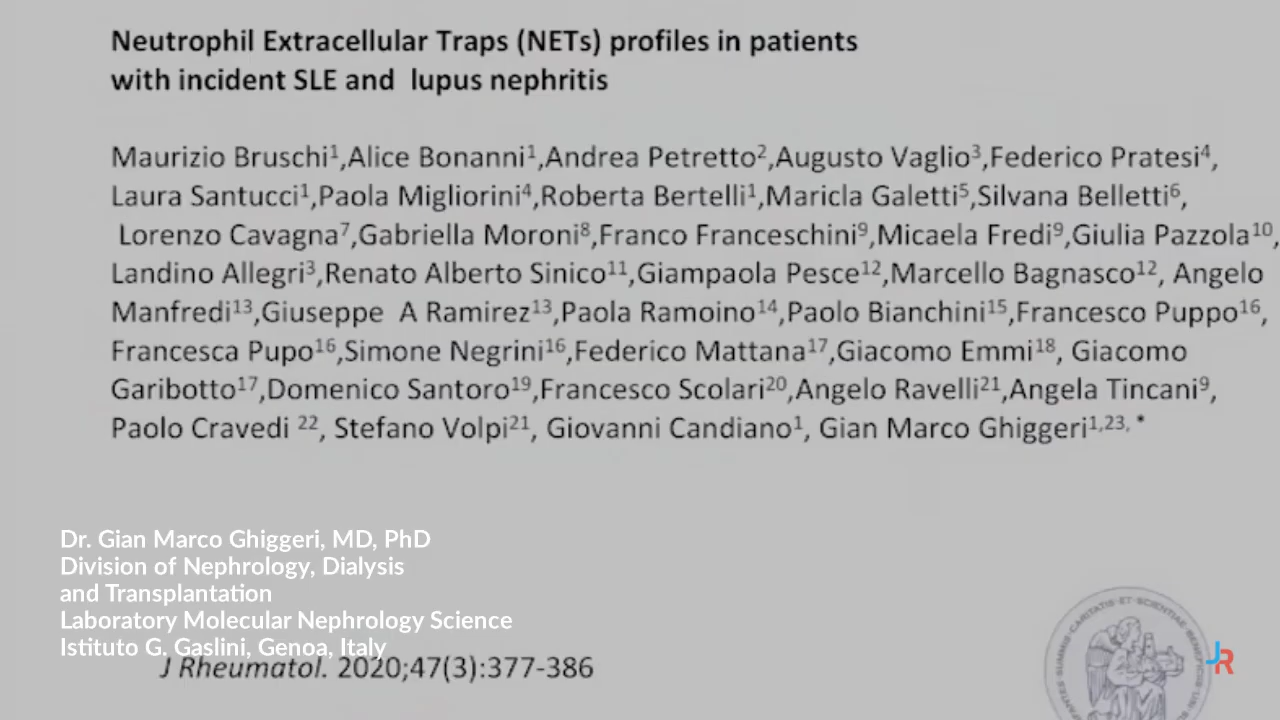 Neutrophil Extracellular Traps (NETs) profiles in patients
with incident SLE and lupus nephritis
Maurizio Bruschi¹,Alice Bonanni¹,Andrea Petretto²,Augusto Vaglio³,Federico Pratesi⁴,
Laura Santucci¹,Paola Migliorini⁴,Roberta Bertelli¹,Maricla Galetti⁵,Silvana Belletti⁶,
Lorenzo Cavagna⁷,Gabriella Moroni⁸,Franco Franceschini⁹,Micaela Fredi⁹,Giulia Pazzola¹⁰,
Landino Allegri³,Renato Alberto Sinico¹¹,Giampaola Pesce¹²,Marcello Bagnasco¹², Angelo
Manfredi¹³,Giuseppe A Ramirez¹³,Paola Ramoino¹⁴,Paolo Bianchini¹⁵,Francesco Puppo¹⁶,
Francesca Pupo¹⁶,Simone Negrini¹⁶,Federico Mattana¹⁷,Giacomo Emmi¹⁸, Giacomo
Garibotto¹⁷,Domenico Santoro¹⁹,Francesco Scolari²⁰,Angelo Ravelli²¹,Angela Tincani⁹,
Paolo Cravedi ²², Stefano Volpi²¹, Giovanni Candiano¹, Gian Marco Ghiggeri¹,²³, *
Dr. Gian Marco Ghiggeri, MD, PhD
Division of Nephrology, Dialysis
and Transplantation
Laboratory Molecular Nephrology Science
Istituto G. Gaslini, Genoa, Italy
J Rheumatol. 2020;47(3):377-386
JR